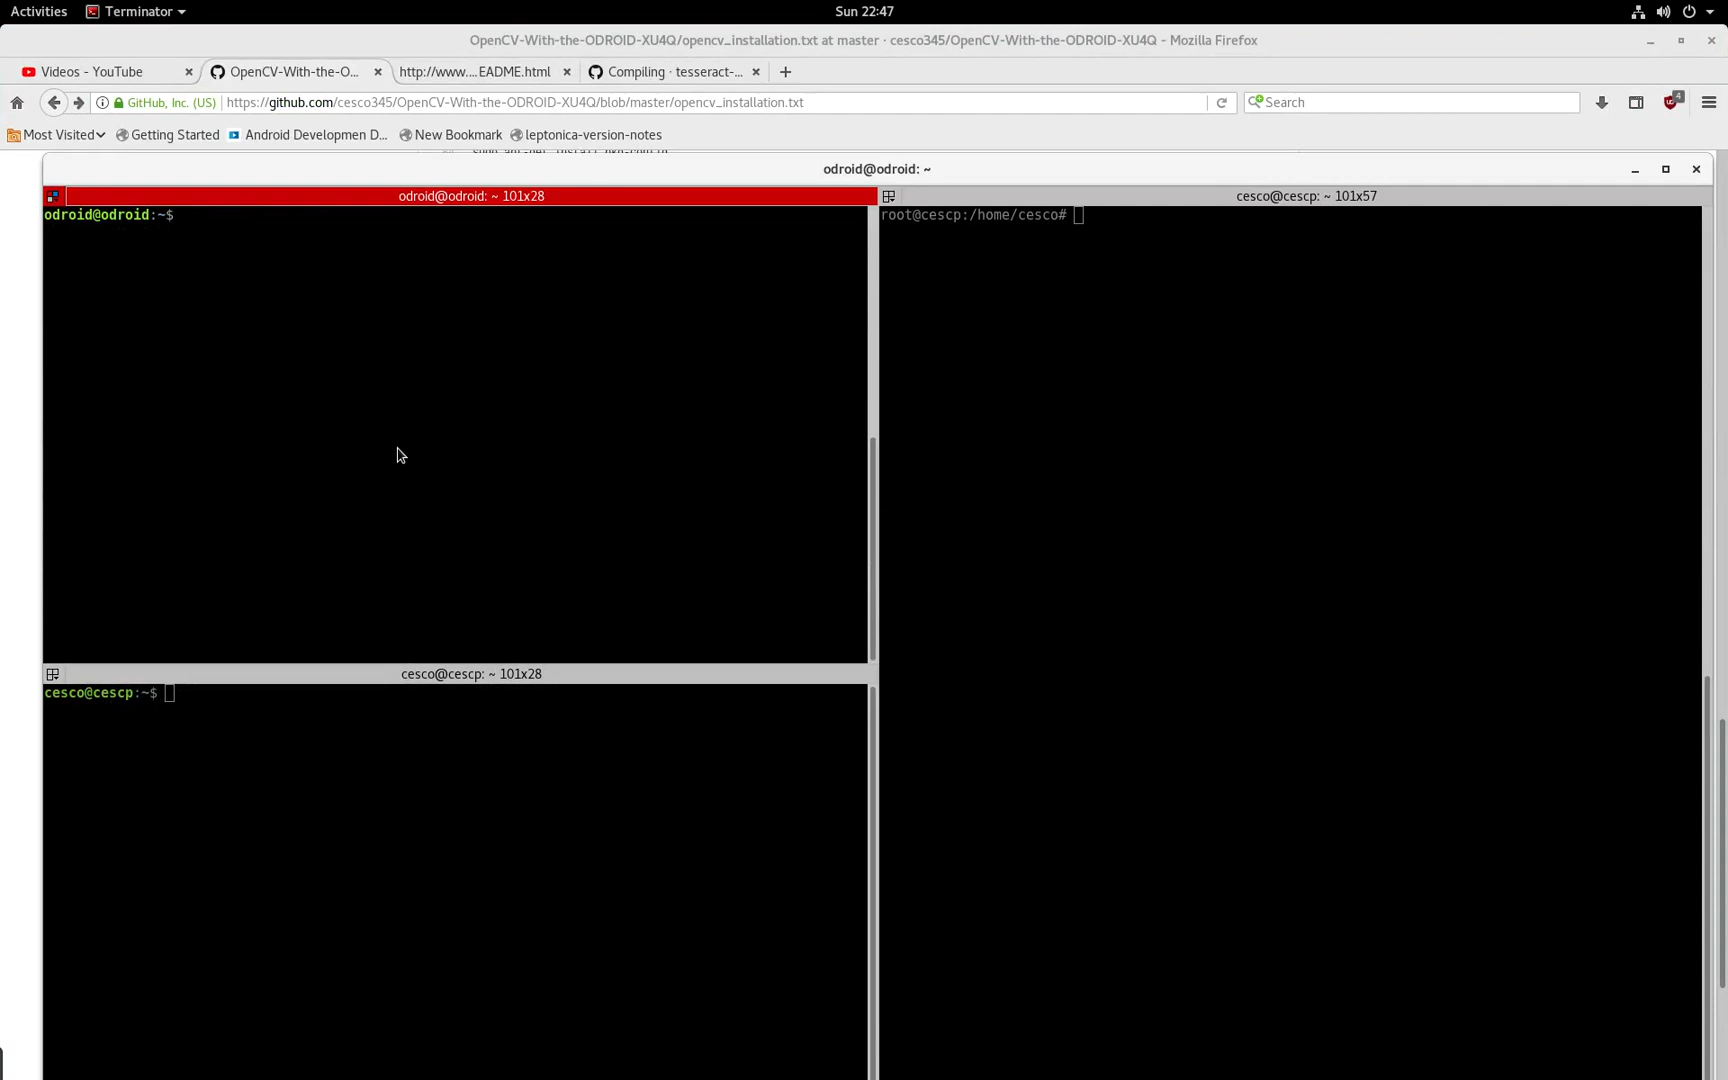 Activities Terminator Sun 22:47
OpenCV-With-the-ODROID-XU4Q/opencv_installation.txt at master · cesco345/OpenCV-With-the-ODROID-XU4Q - Mozilla Firefox
Videos - YouTube OpenCV-With-the-O... http://www....EADME.html Compiling · tesseract-...
GitHub, Inc. (US) https://github.com/cesco345/OpenCV-With-the-ODROID-XU4Q/blob/master/opencv_installation.txt Search 4
Most Visited Getting Started Android Developmen D... New Bookmark leptonica-version-notes
odroid@odroid: ~
odroid@odroid: ~ 101x28 cesco@cescp: ~ 101x57
odroid@odroid:~$ root@cescp:/home/cesco#
cesco@cescp: ~ 101x28
cesco@cescp:~$